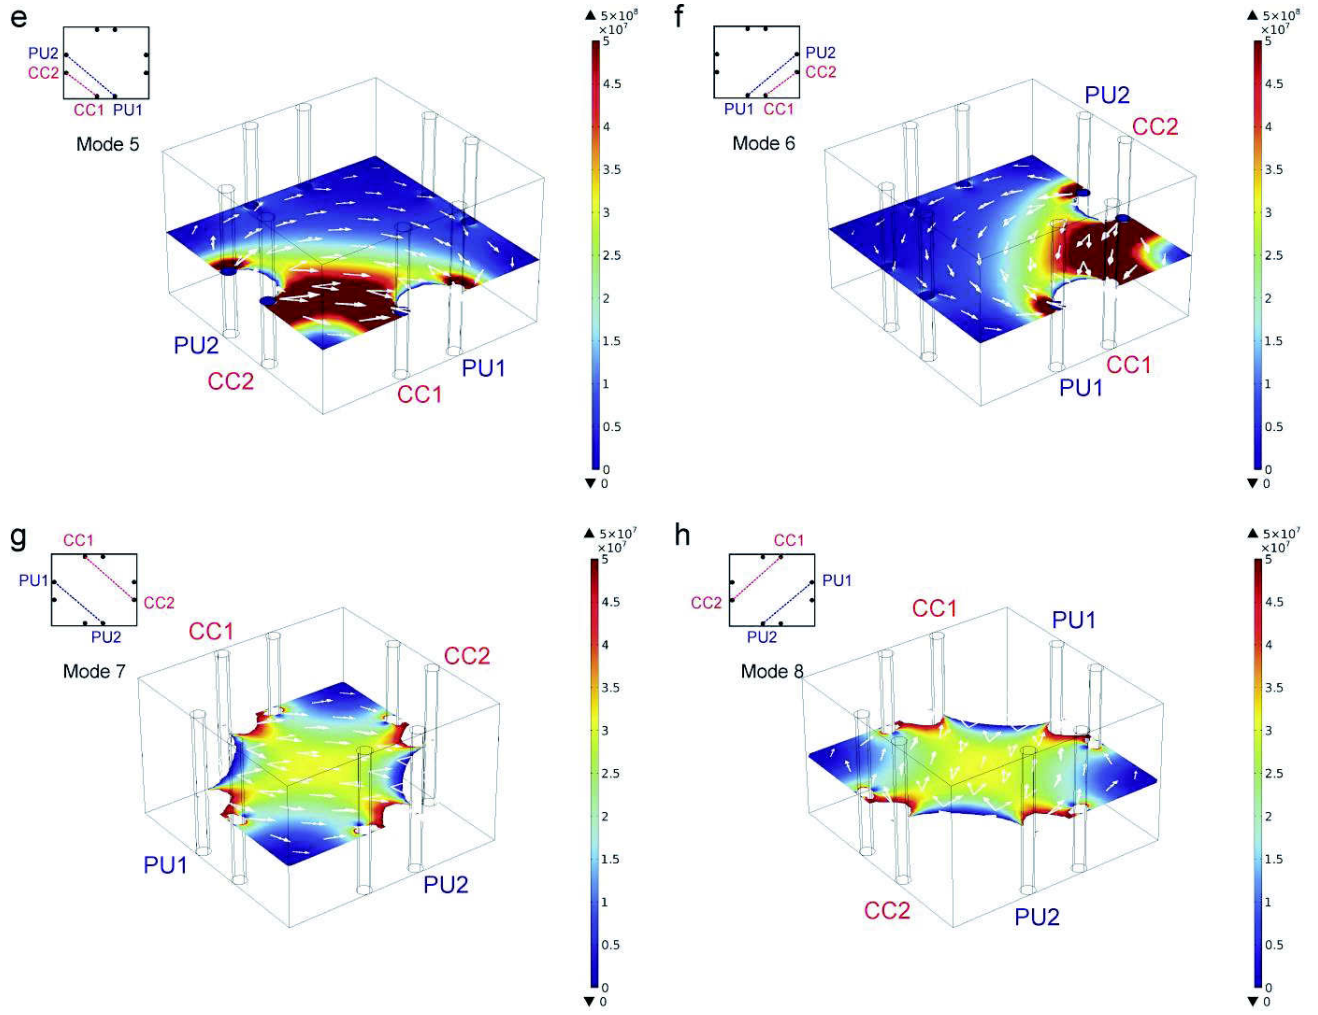 e
PU2
CC2
CC1 PU1
Mode 5
PU2
CC2
CC1
PU1
▲ 5×10⁸
×10⁷
5
4.5
4
3.5
3
2.5
2
1.5
1
0.5
0
▼ 0
f
PU2
CC2
PU1 CC1
Mode 6
PU2
CC2
CC1
PU1
▲ 5×10⁸
×10⁷
5
4.5
4
3.5
3
2.5
2
1.5
1
0.5
0
▼ 0
g
CC1
PU1
CC2
PU2
Mode 7
CC1
CC2
PU1
PU2
▲ 5×10⁷
×10⁷
5
4.5
4
3.5
3
2.5
2
1.5
1
0.5
0
▼ 0
h
CC1
PU1
CC2
PU2
Mode 8
CC1
PU1
CC2
PU2
▲ 5×10⁷
×10⁷
5
4.5
4
3.5
3
2.5
2
1.5
1
0.5
0
▼ 0